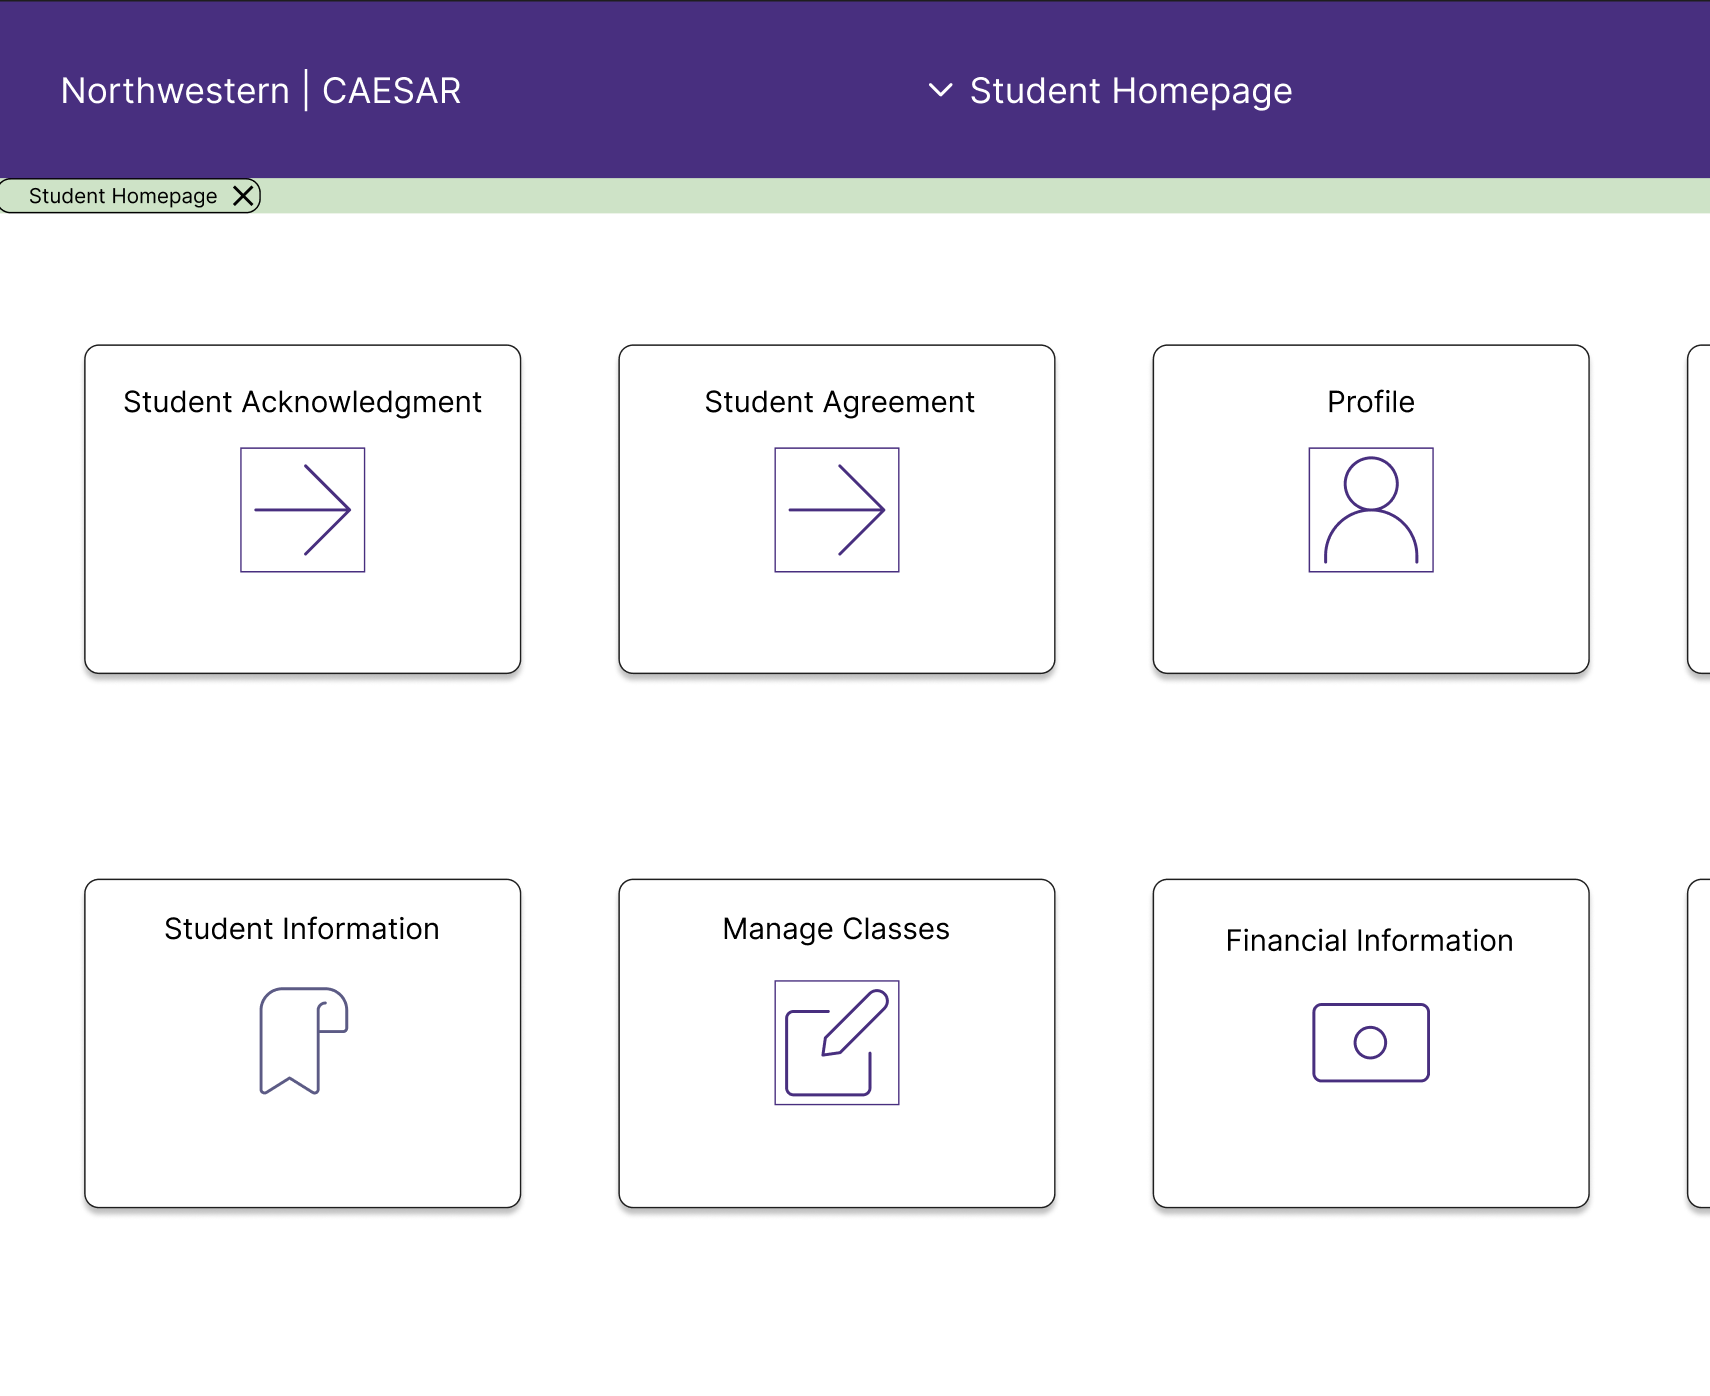 Northwestern | CAESAR
Student Homepage
Student Homepage
Student Acknowledgment
Student Agreement
Profile
Student Information
Manage Classes
Financial Information